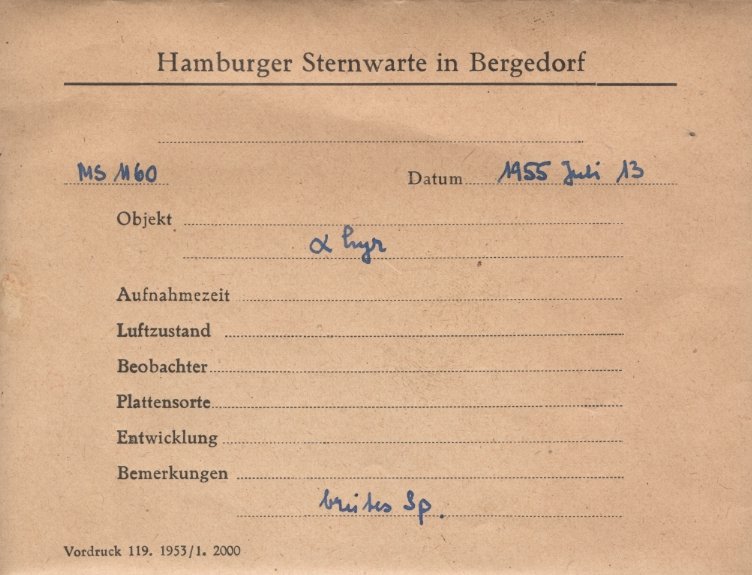 Hamburger Sternwarte in Bergedorf
MS 1160 Datum 1955 Juli 13
Objekt
α Lyr
Aufnahmezeit
Luftzustand
Beobachter
Plattensorte
Entwicklung
Bemerkungen
breites Sp.
Vordruck 119. 1953/1. 2000